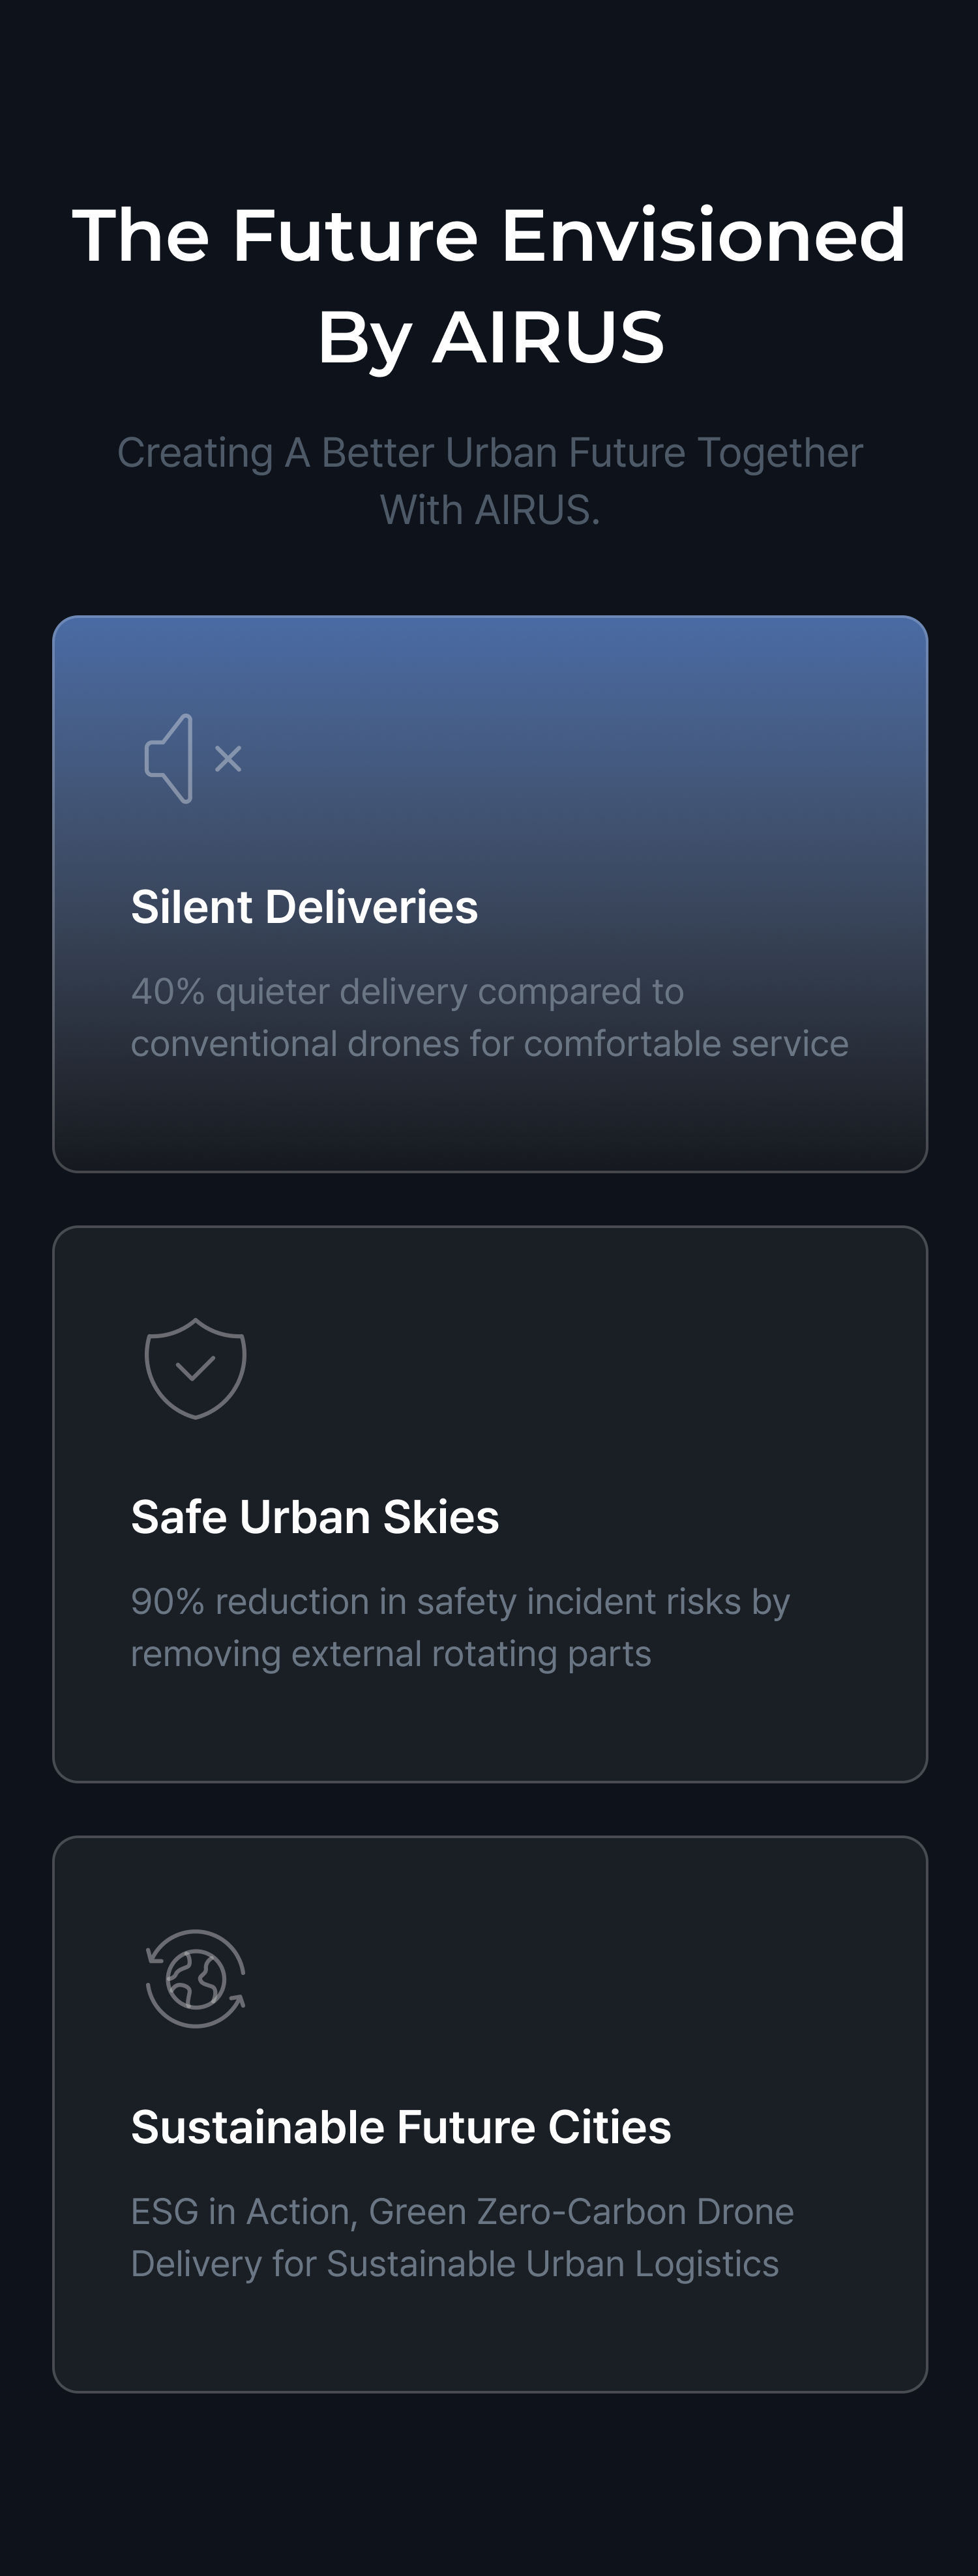 The Future Envisioned
By AIRUS
Creating A Better Urban Future Together
With AIRUS.
Silent Deliveries
40% quieter delivery compared to
conventional drones for comfortable service
Safe Urban Skies
90% reduction in safety incident risks by
removing external rotating parts
Sustainable Future Cities
ESG in Action, Green Zero-Carbon Drone
Delivery for Sustainable Urban Logistics